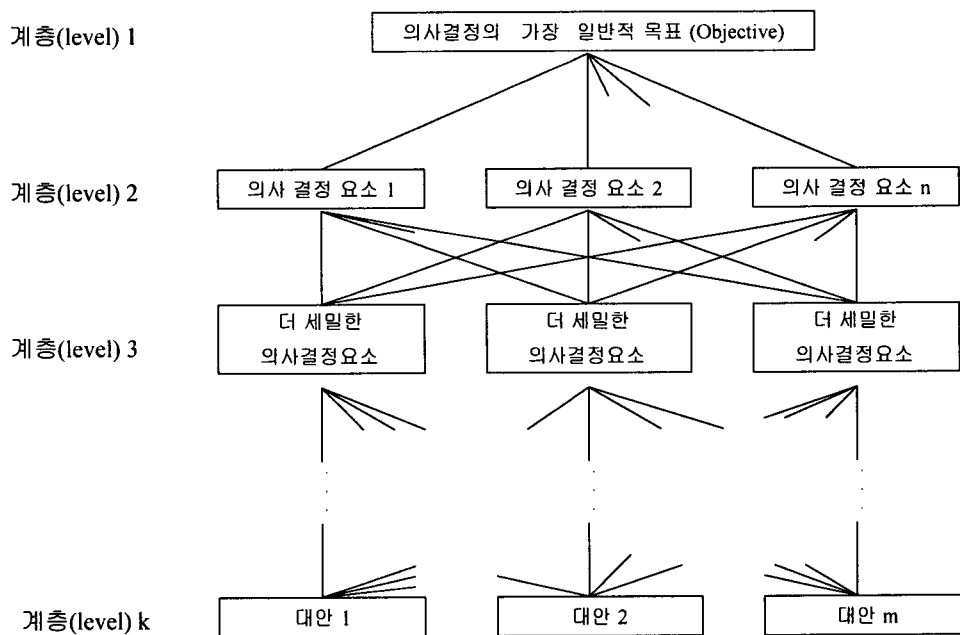 계층(level) 1
의사결정의 가장 일반적 목표 (Objective)
계층(level) 2
의사 결정 요소 1
의사 결정 요소 2
의사 결정 요소 n
계층(level) 3
더 세밀한
의사결정요소
더 세밀한
의사결정요소
더 세밀한
의사결정요소
계층(level) k
대안 1
대안 2
대안 m